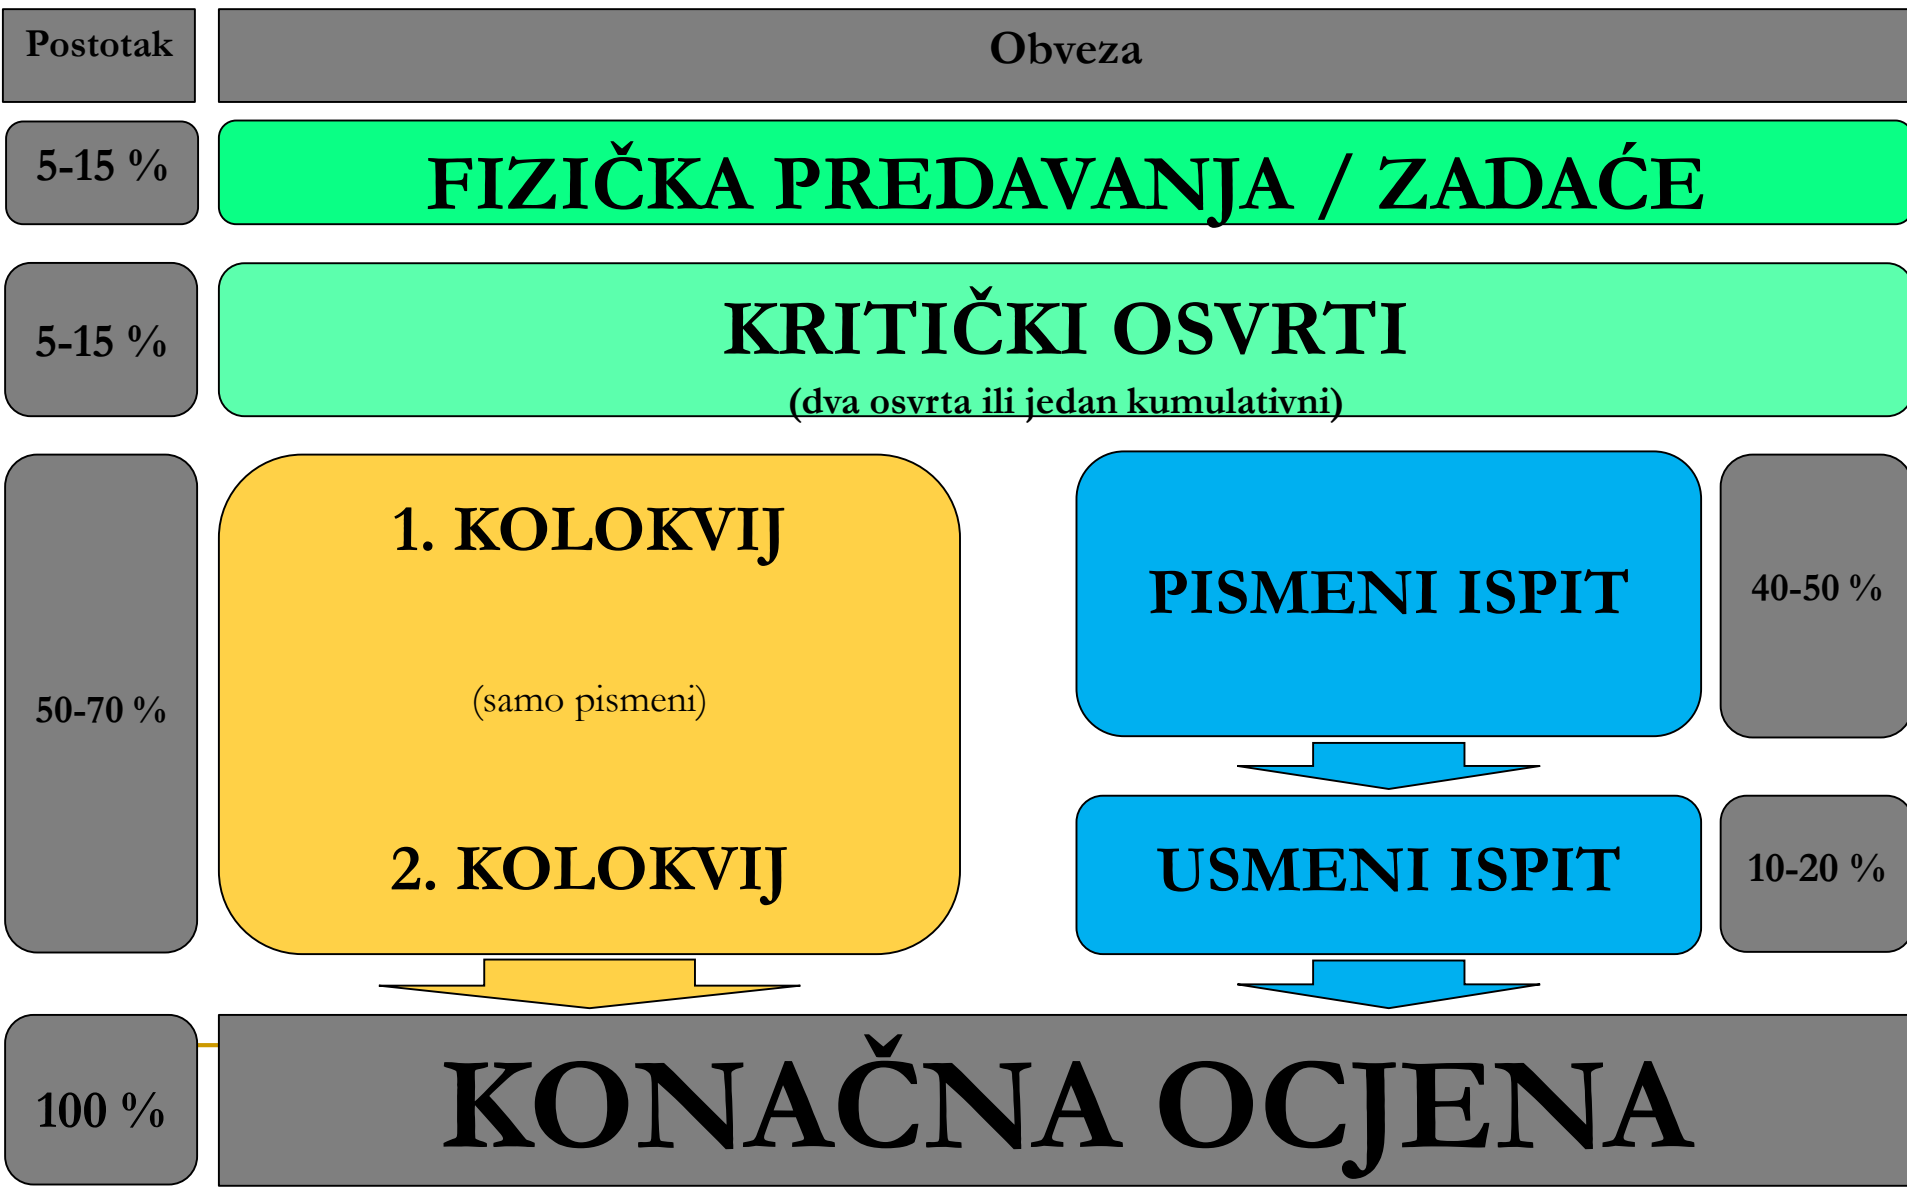 Postotak
Obveza
5-15 %
FIZIČKA PREDAVANJA / ZADAĆE
5-15 %
KRITIČKI OSVRTI
(dva osvrta ili jedan kumulativni)
50-70 %
1. KOLOKVIJ
(samo pismeni)
2. KOLOKVIJ
PISMENI ISPIT
40-50 %
USMENI ISPIT
10-20 %
100 %
KONAČNA OCJENA